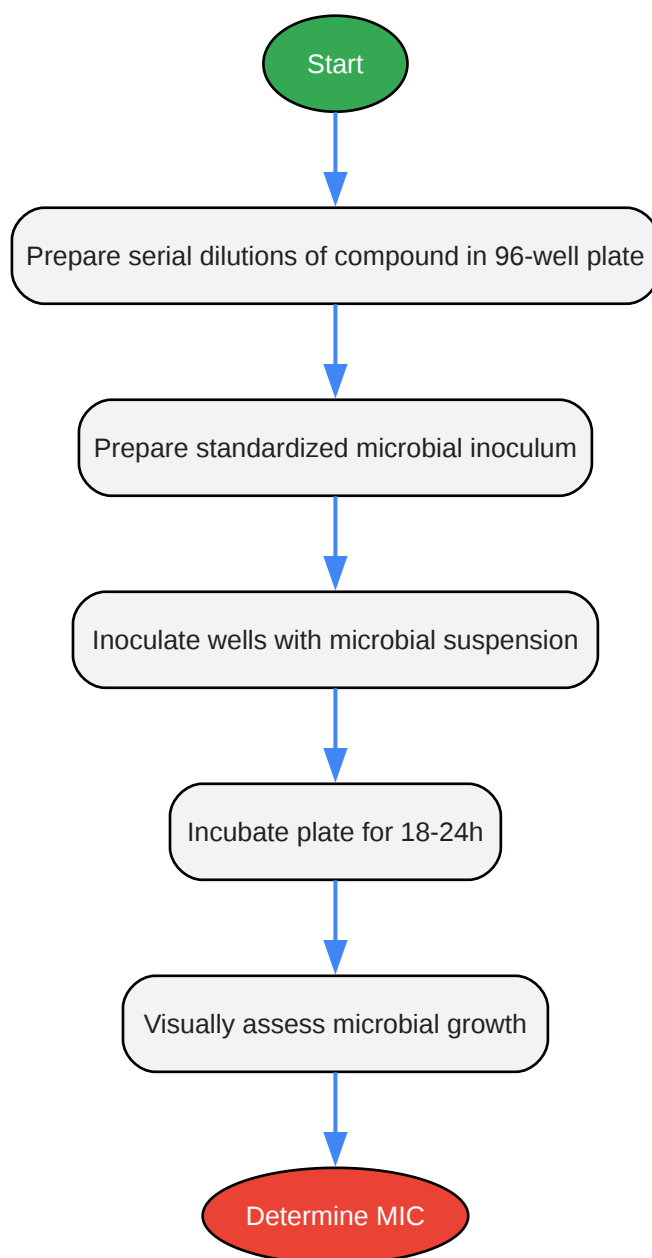 Start
Prepare serial dilutions of compound in 96-well plate
Prepare standardized microbial inoculum
Inoculate wells with microbial suspension
Incubate plate for 18-24h
Visually assess microbial growth
Determine MIC